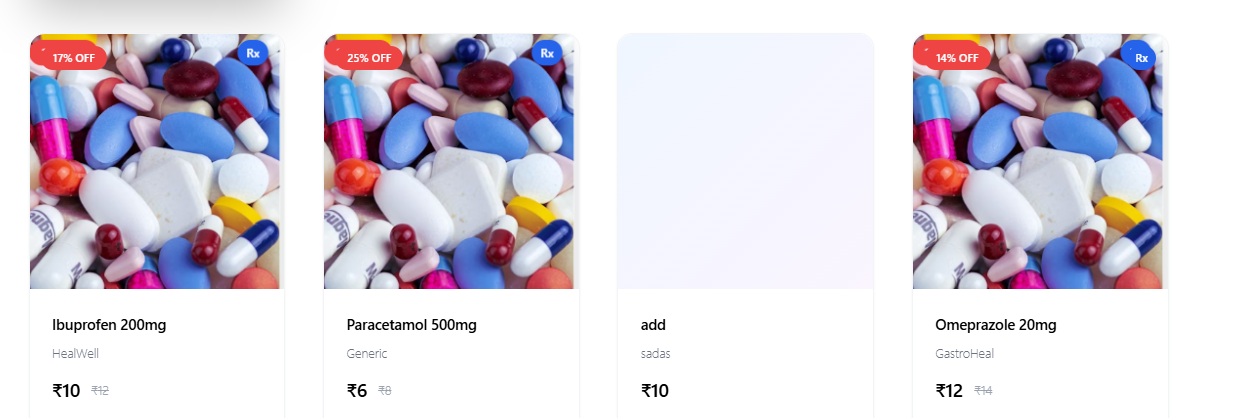 17% OFF
Rx
25% OFF
Rx
14% OFF
Rx
Ibuprofen 200mg
HealWell
₹10 ₹12
Paracetamol 500mg
Generic
₹6 ₹8
add
sadas
₹10
Omeprazole 20mg
GastroHeal
₹12 ₹14